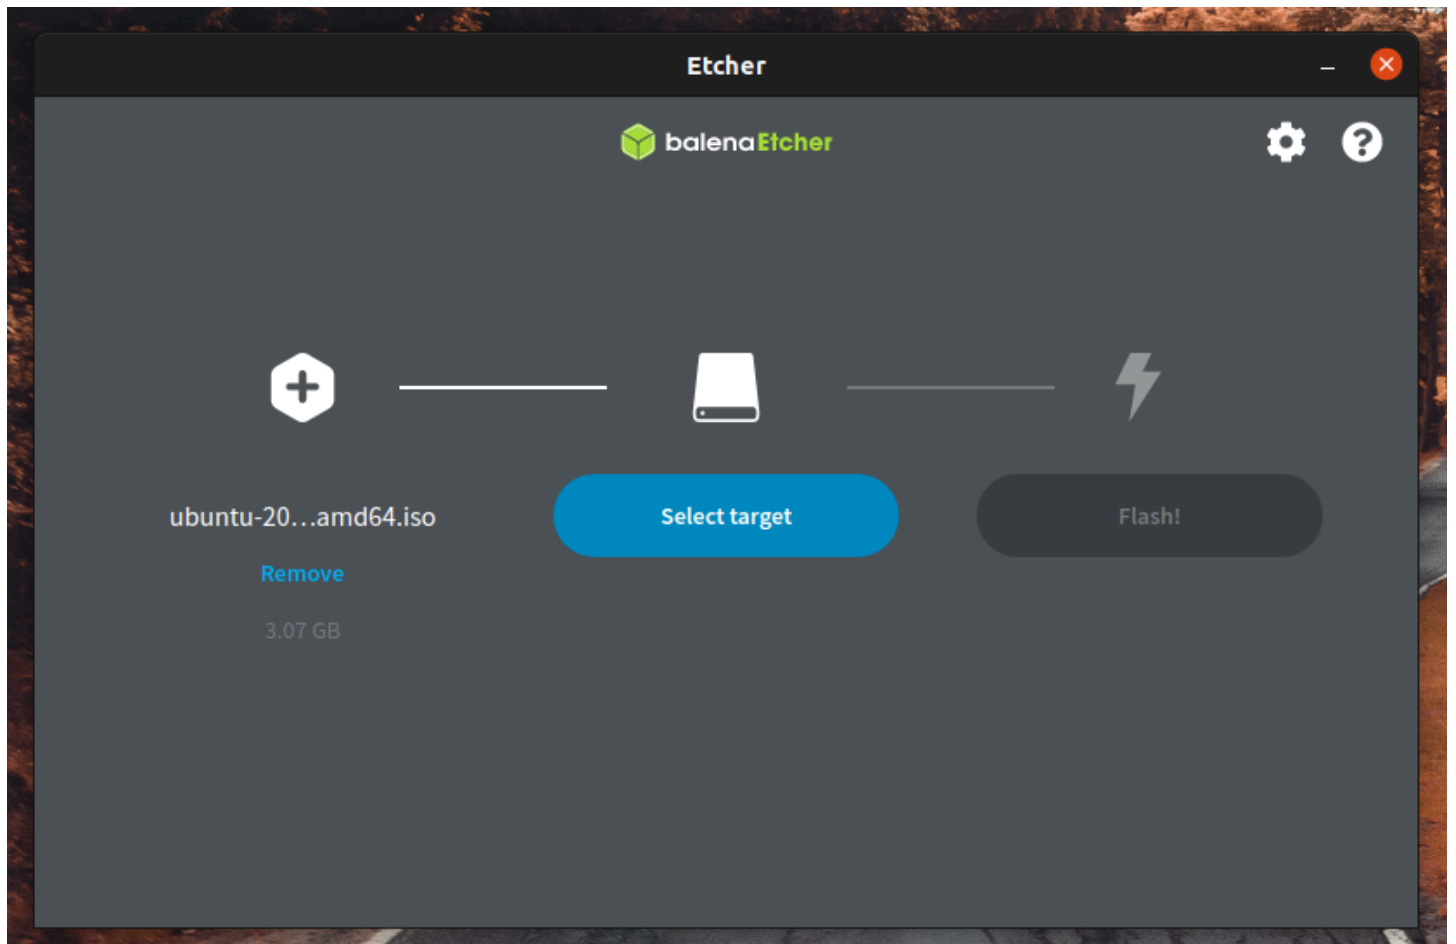 Etcher
balenaEtcher
ubuntu-20...amd64.iso
Remove
3.07 GB
Select target
Flash!